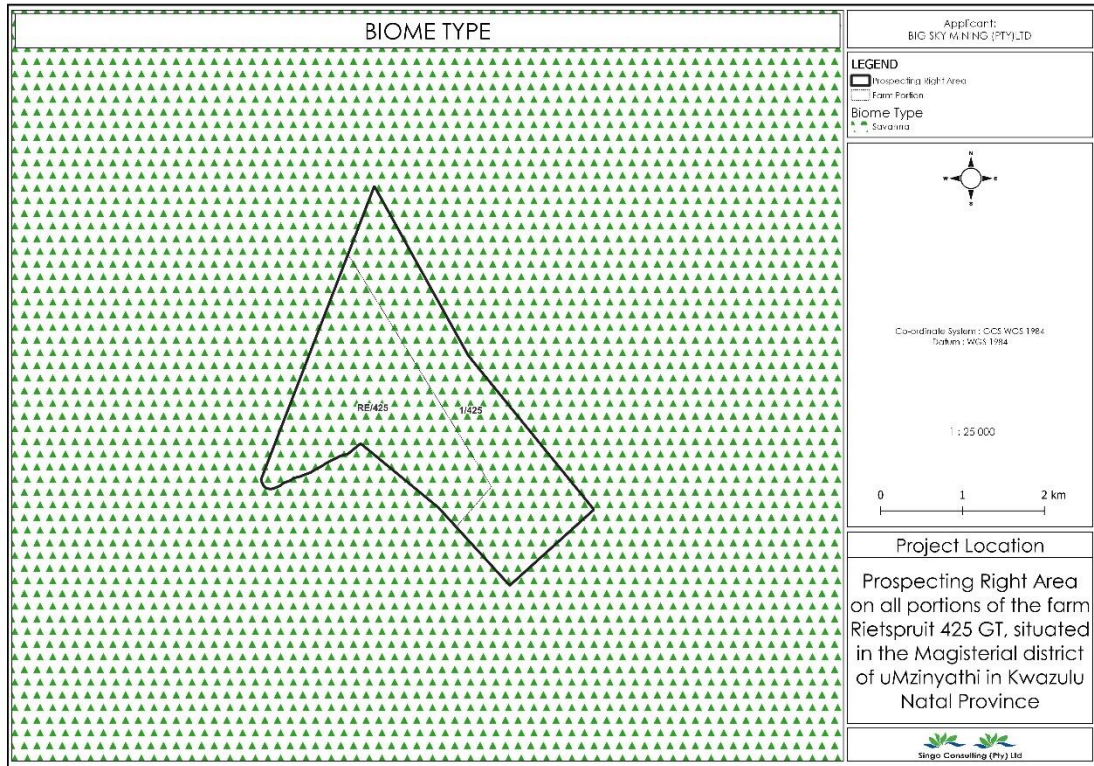 BIOME TYPE
Applicant:
BIG SKY MINING (PTY)LTD
LEGEND
Prospecting Right Area
Farm Portion
Biome Type
Savanna
N
W
E
S
Co-ordinate System : GCS WGS 1984
Datum : WGS 1984
1 : 25 000
0 1 2 km
RE/425
1/425
Project Location
Prospecting Right Area
on all portions of the farm
Rietspruit 425 GT, situated
in the Magisterial district
of uMzinyathi in Kwazulu
Natal Province
Singo Consulting (Pty) Ltd